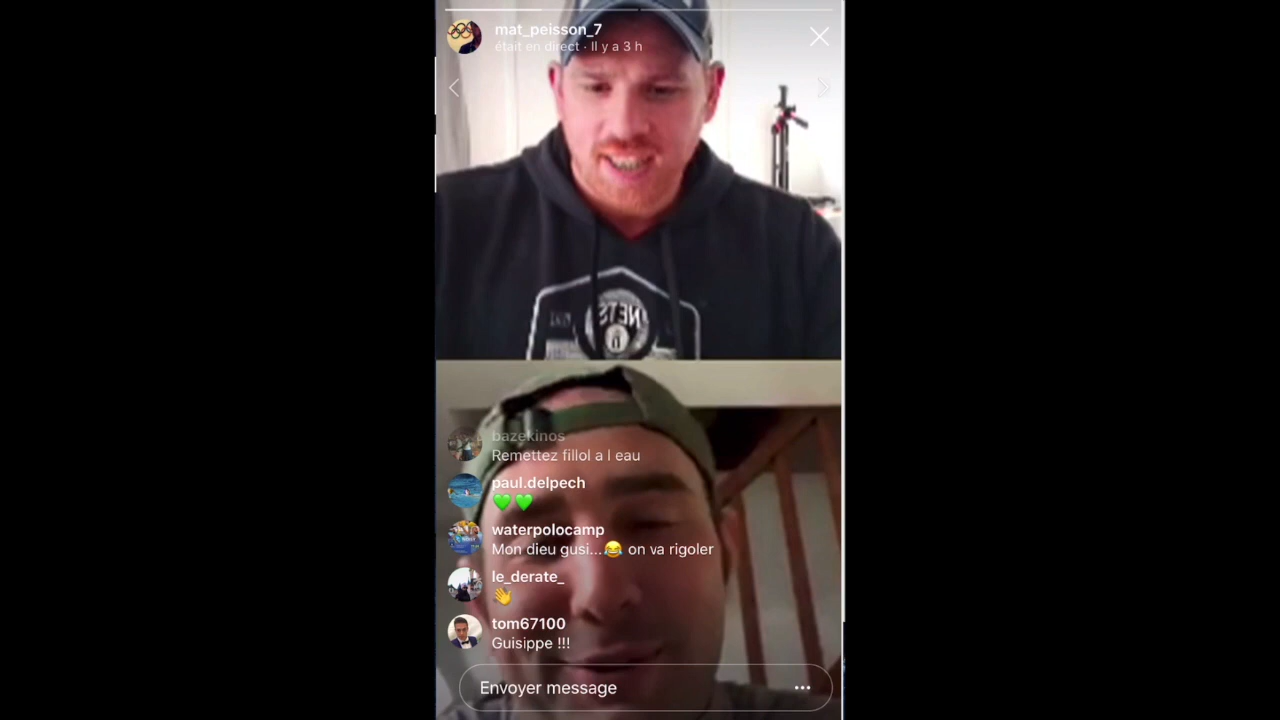 mat_peisson_7
était en direct · Il y a 3 h
NETS
bazekinos
Remettez fillol a l eau
paul.delpech
💚 💚
waterpolocamp
Mon dieu gusi...😂 on va rigoler
le_derate_
👋
tom67100
Guisippe !!!
Envoyer message